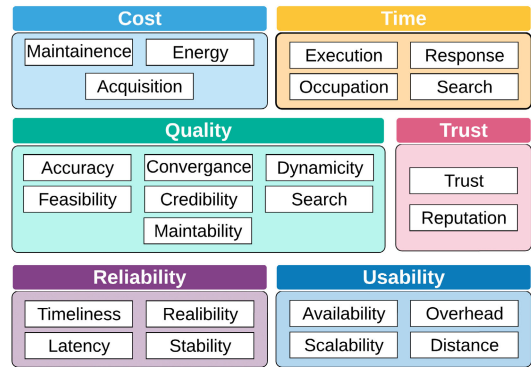 Cost
Time
Maintainence
Energy
Execution
Response
Acquisition
Occupation
Search
Quality
Trust
Accuracy
Convergance
Dynamicity
Trust
Feasibility
Credibility
Search
Reputation
Maintability
Reliability
Usability
Timeliness
Realibility
Availability
Overhead
Latency
Stability
Scalability
Distance